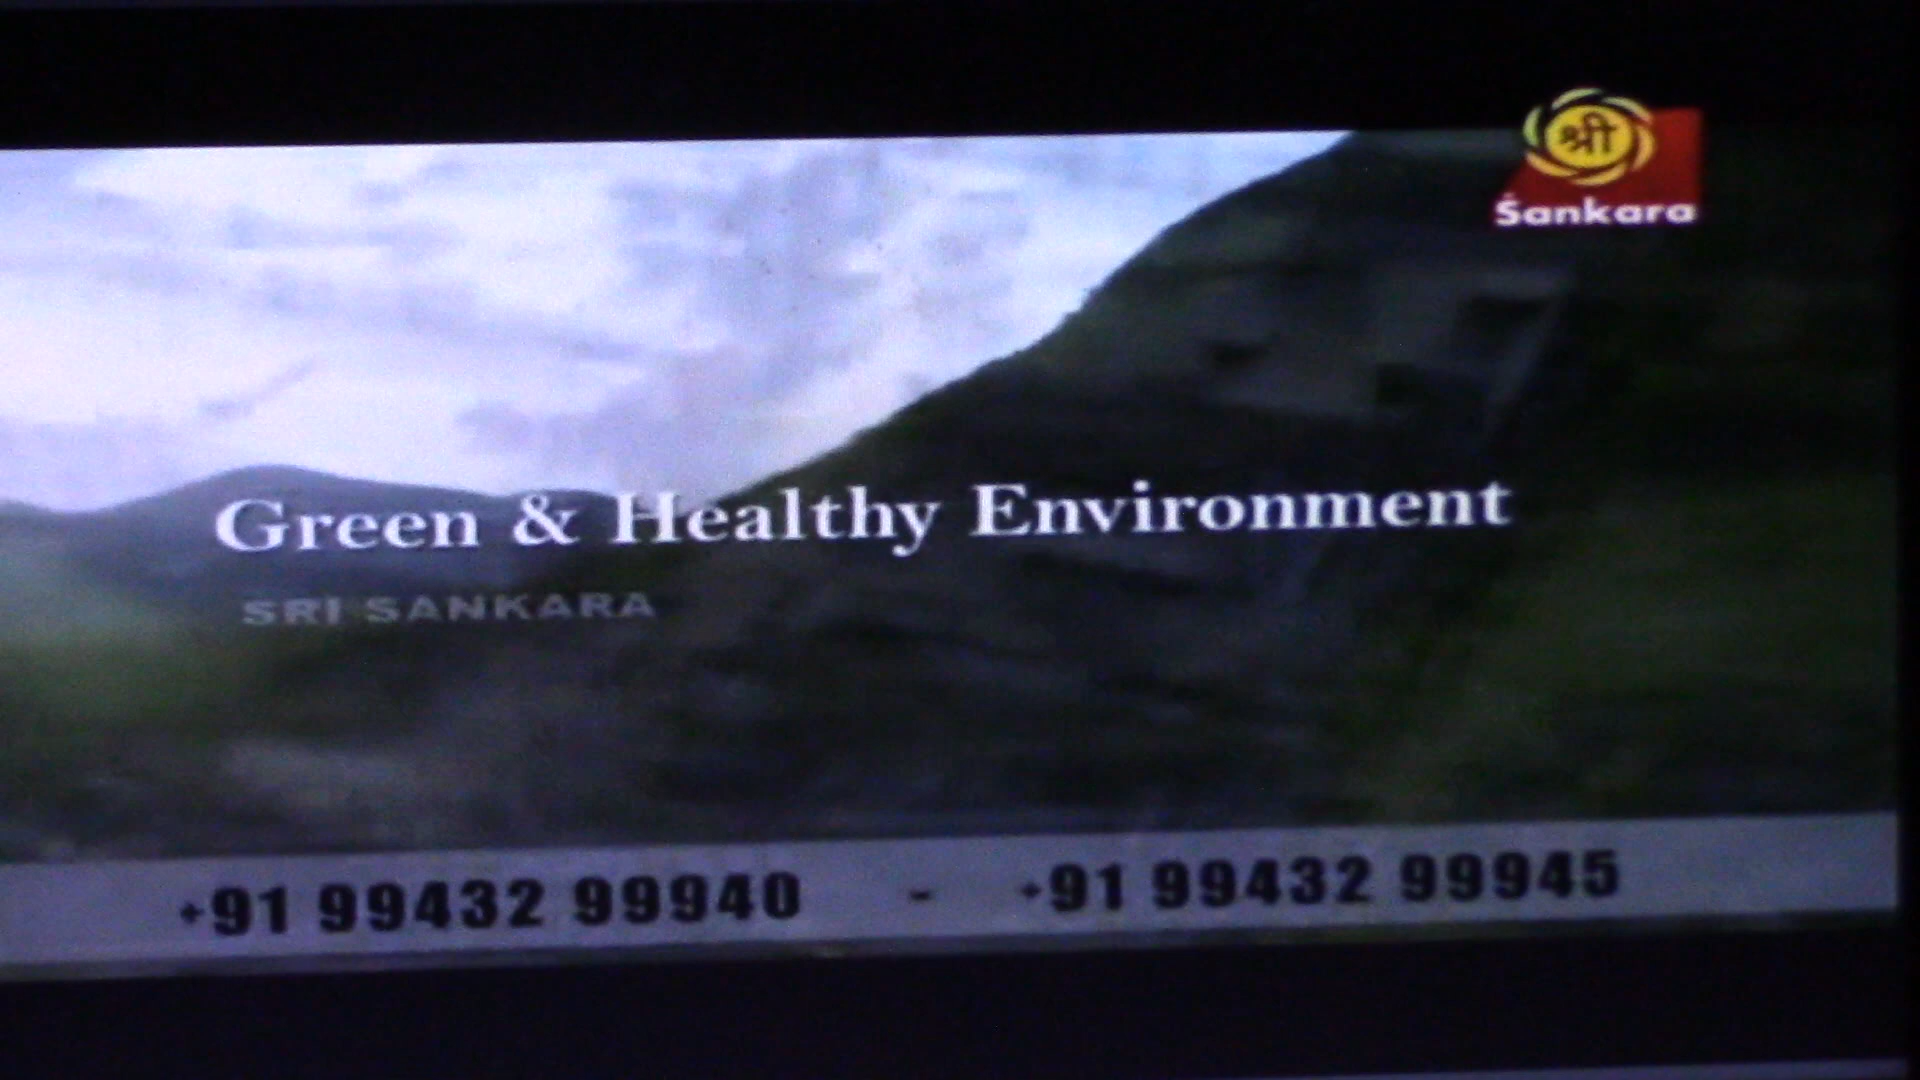 श्री
Śankara
Green & Healthy Environment
SRI SANKARA
+91 99432 99940 - +91 99432 99945